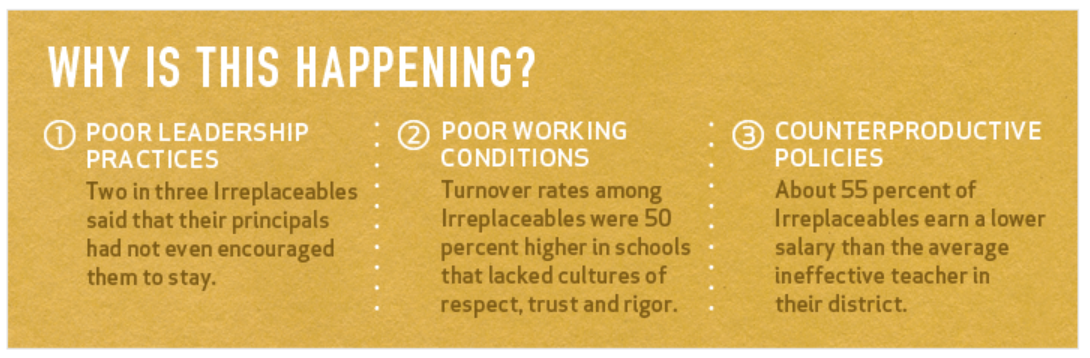 WHY IS THIS HAPPENING?
1 POOR LEADERSHIP
PRACTICES
Two in three Irreplaceables
said that their principals
had not even encouraged
them to stay.
2 POOR WORKING
CONDITIONS
Turnover rates among
Irreplaceables were 50
percent higher in schools
that lacked cultures of
respect, trust and rigor.
3 COUNTERPRODUCTIVE
POLICIES
About 55 percent of
Irreplaceables earn a lower
salary than the average
ineffective teacher in
their district.